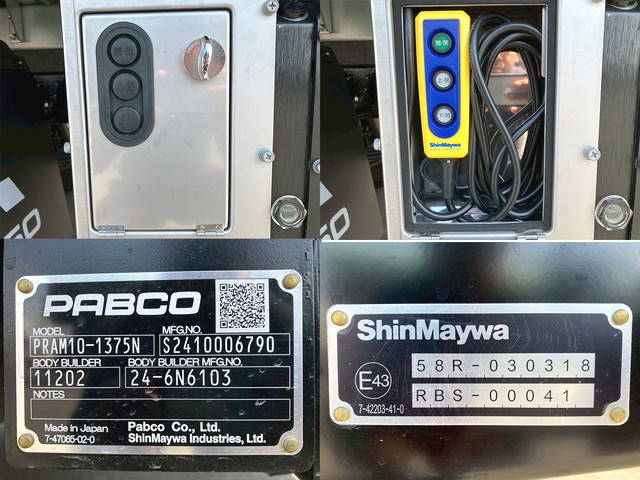 ShinMaywa
50
PABCO
MODEL MFG.NO.
PRAM10-1375N S2410006790
BODY BUILDER BODY BUILDER MFG.NO.
11202 24-6N6103
NOTES
Made in Japan Pabco Co., Ltd.
7-47065-02-0 ShinMaywa Industries, Ltd.
ShinMaywa
58R-030318
E43
RBS-00041
7-42203-41-0